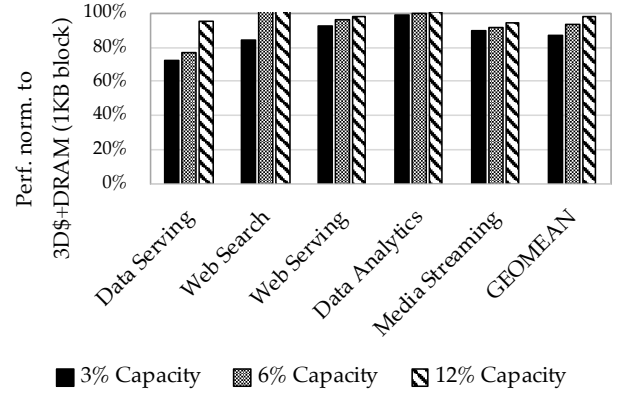 Perf. norm. to
3D$+DRAM (1KB block)
100%
80%
60%
40%
20%
0%
Data Serving
Web Search
Web Serving
Data Analytics
Media Streaming
GEOMEAN
3% Capacity 6% Capacity 12% Capacity